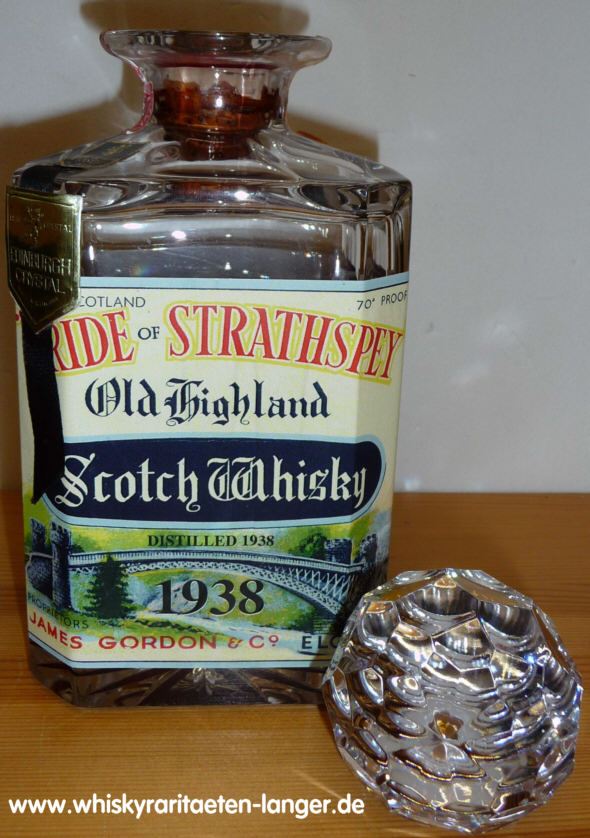 EDINBURGH
CRYSTAL
SCOTLAND 70° PROOF
PRIDE OF STRATHSPEY
Old Highland
Scotch Whisky
DISTILLED 1938
1938
PROPRIETORS
JAMES GORDON & Cº
www.whiskyraritaeten-langer.de